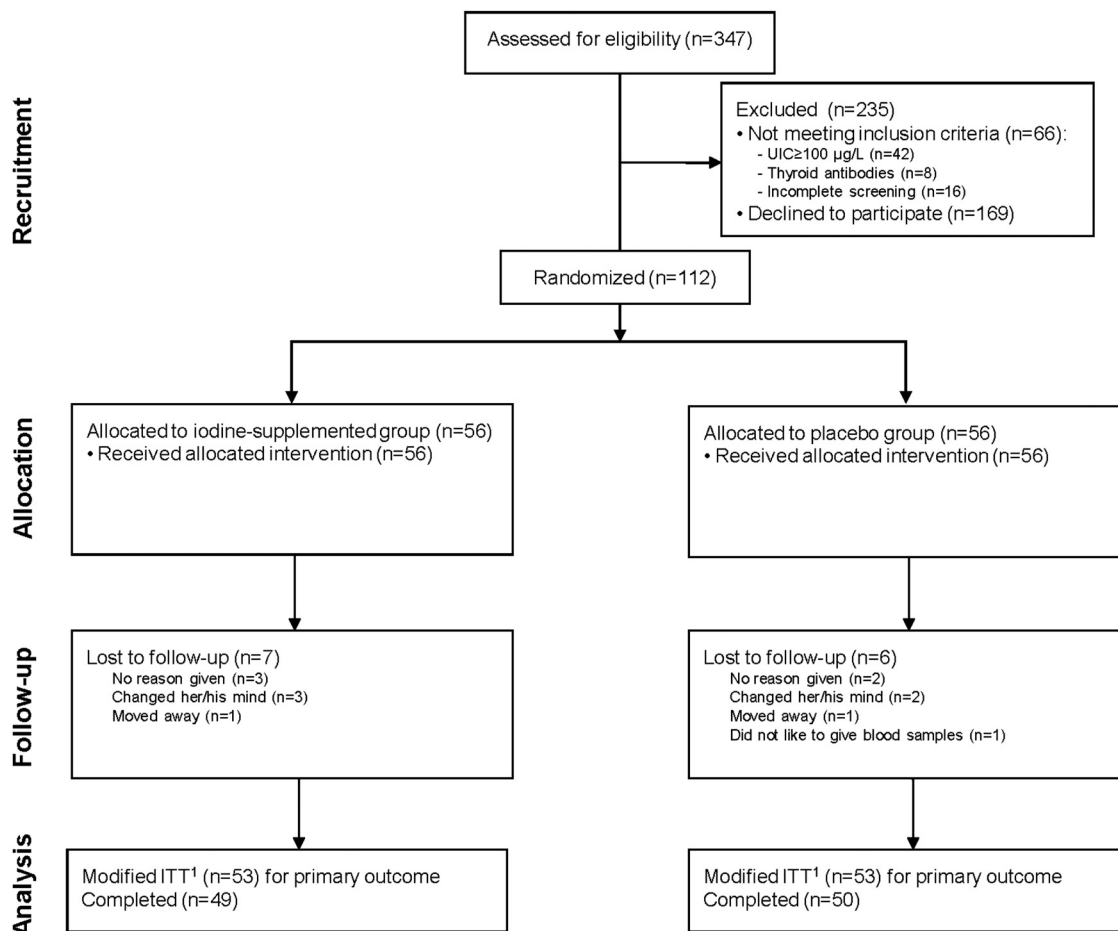 Recruitment
Assessed for eligibility (n=347)
Excluded (n=235)
• Not meeting inclusion criteria (n=66):
- UIC≥100 µg/L (n=42)
- Thyroid antibodies (n=8)
- Incomplete screening (n=16)
• Declined to participate (n=169)
Randomized (n=112)
Allocation
Allocated to iodine-supplemented group (n=56)
• Received allocated intervention (n=56)
Allocated to placebo group (n=56)
• Received allocated intervention (n=56)
Follow-up
Lost to follow-up (n=7)
No reason given (n=3)
Changed her/his mind (n=3)
Moved away (n=1)
Lost to follow-up (n=6)
No reason given (n=2)
Changed her/his mind (n=2)
Moved away (n=1)
Did not like to give blood samples (n=1)
Analysis
Modified ITT¹ (n=53) for primary outcome
Completed (n=49)
Modified ITT¹ (n=53) for primary outcome
Completed (n=50)